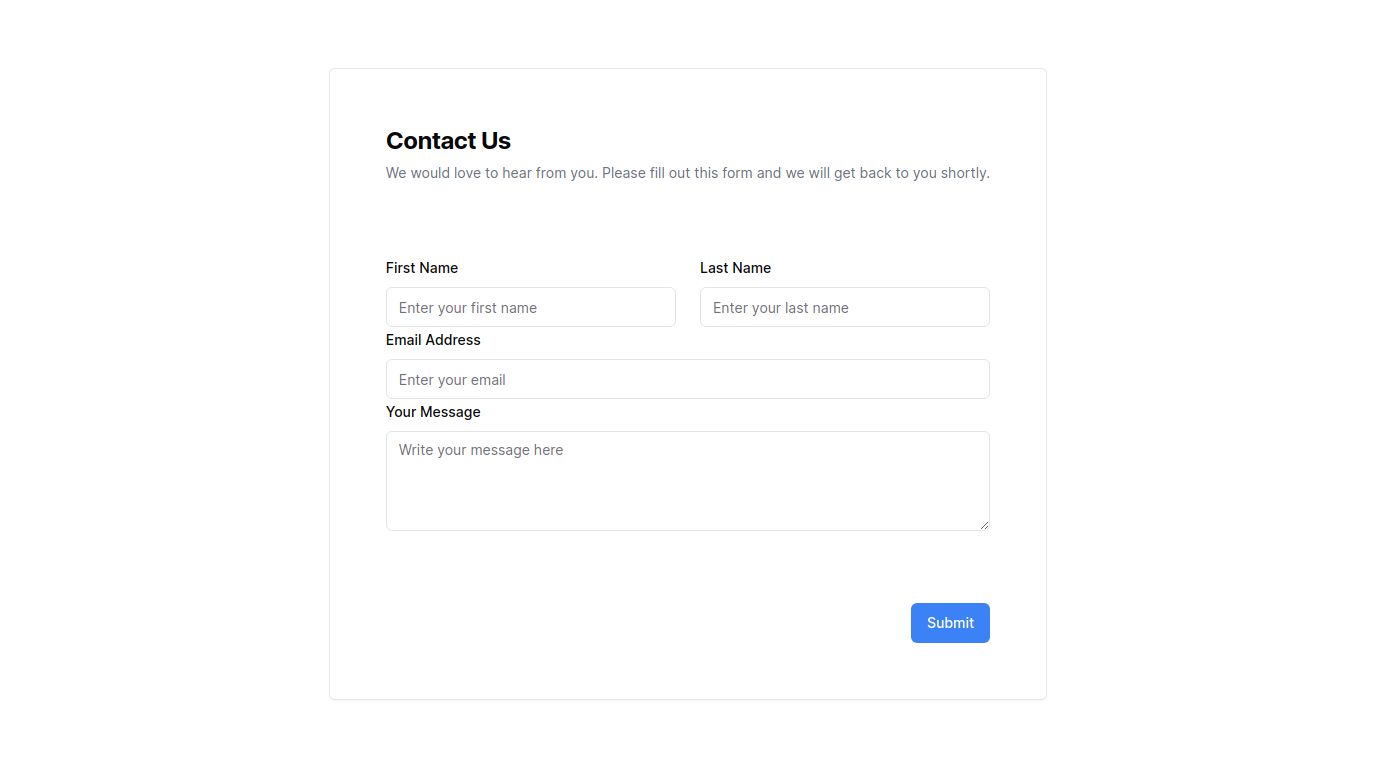 Contact Us
We would love to hear from you. Please fill out this form and we will get back to you shortly.
First Name
Last Name
Enter your first name
Enter your last name
Email Address
Enter your email
Your Message
Write your message here
Submit